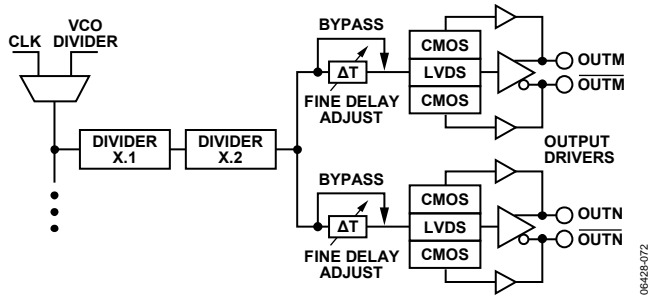 CLK
VCO
DIVIDER
DIVIDER
X.1
DIVIDER
X.2
BYPASS
ΔT
FINE DELAY
ADJUST
CMOS
LVDS
CMOS
OUTM
OUTM
OUTPUT
DRIVERS
BYPASS
ΔT
FINE DELAY
ADJUST
CMOS
LVDS
CMOS
OUTN
OUTN
06428-072